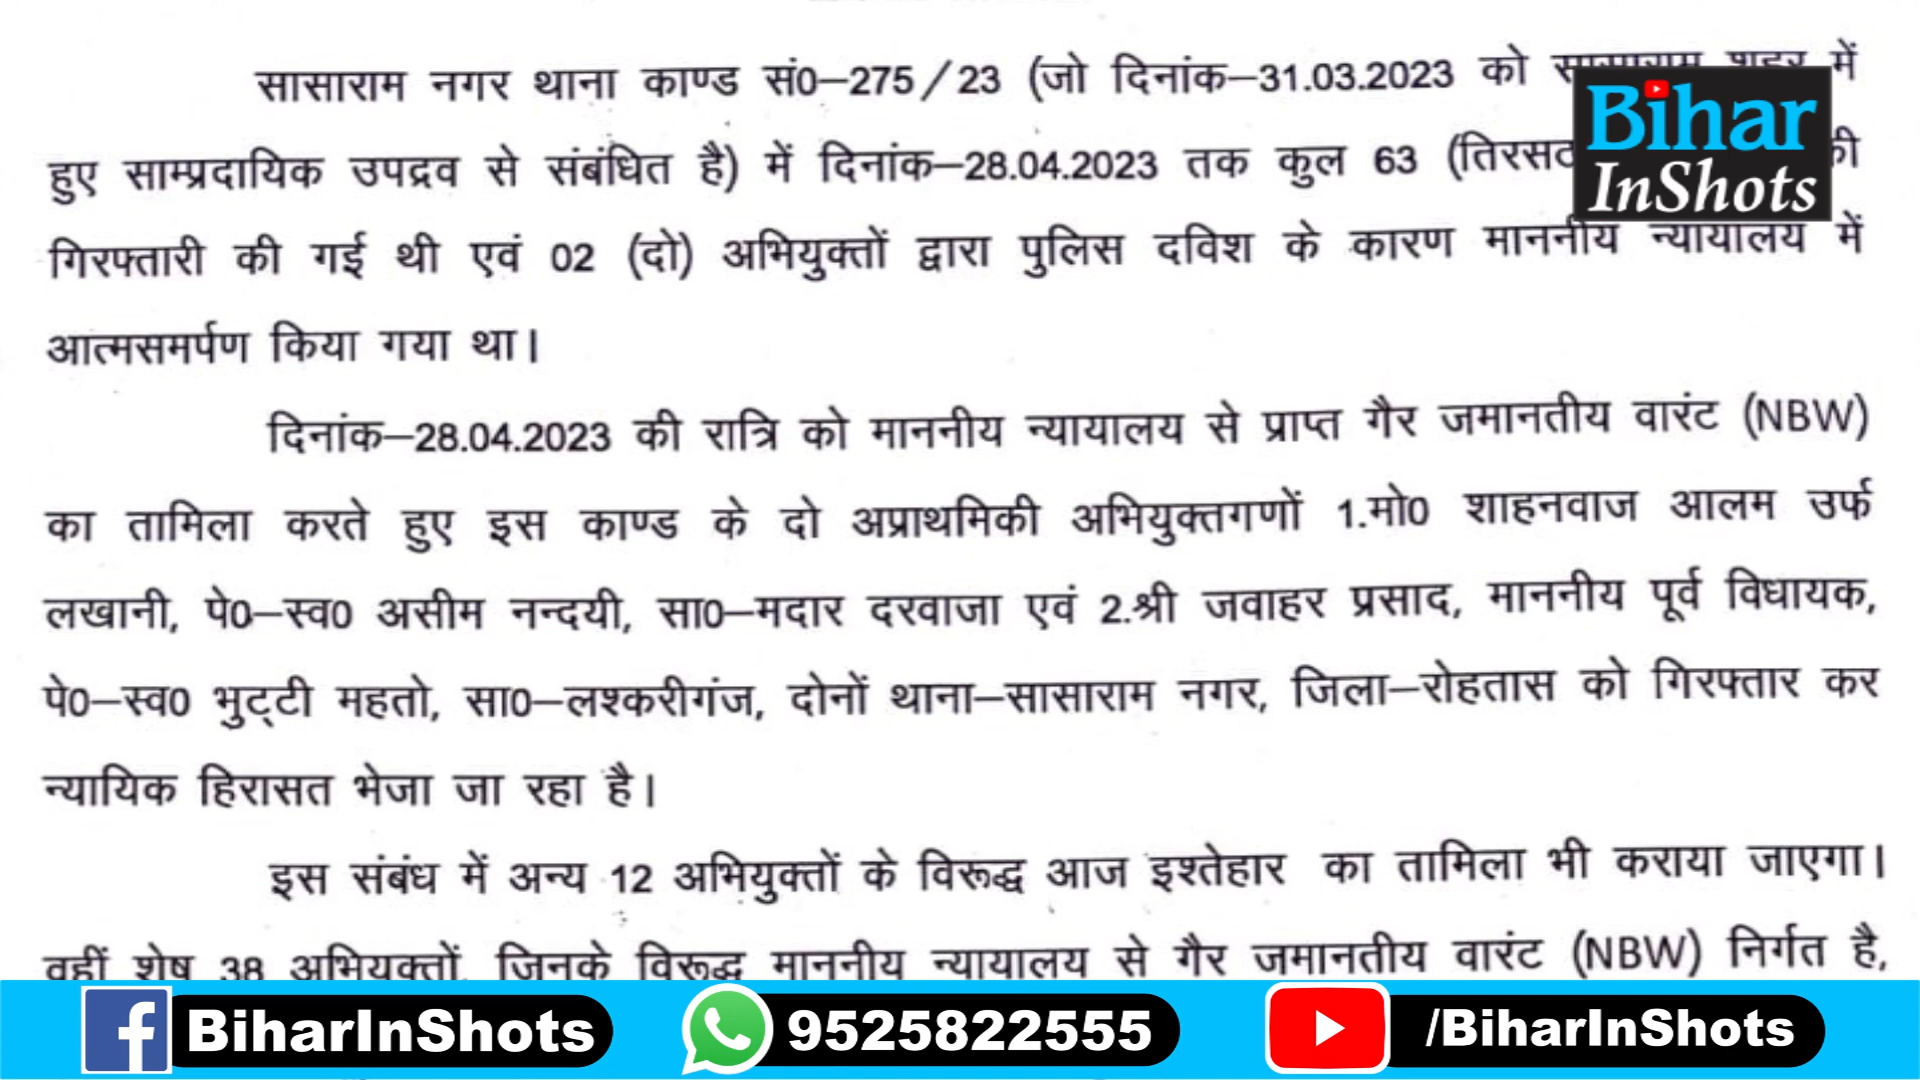 सासाराम नगर थाना काण्ड सं0–275/23 (जो दिनांक–31.03.2023 को सासाराम शहर में
हुए साम्प्रदायिक उपद्रव से संबंधित है) में दिनांक–28.04.2023 तक कुल 63 (तिरसठ की
गिरफ्तारी की गई थी एवं 02 (दो) अभियुक्तों द्वारा पुलिस दविश के कारण माननीय न्यायालय में
आत्मसमर्पण किया गया था।
दिनांक–28.04.2023 की रात्रि को माननीय न्यायालय से प्राप्त गैर जमानतीय वारंट (NBW)
का तामिला करते हुए इस काण्ड के दो अप्राथमिकी अभियुक्तगणों 1.मो0 शाहनवाज आलम उर्फ
लखानी, पे0–स्व0 असीम नन्दयी, सा0–मदार दरवाजा एवं 2.श्री जवाहर प्रसाद, माननीय पूर्व विधायक,
पे0–स्व0 भुट्टी महतो, सा0–लश्करीगंज, दोनों थाना–सासाराम नगर, जिला–रोहतास को गिरफ्तार कर
न्यायिक हिरासत भेजा जा रहा है।
इस संबंध में अन्य 12 अभियुक्तों के विरूद्ध आज इश्तेहार का तामिला भी कराया जाएगा।
वहीं शेष 38 अभियुक्तों, जिनके विरूद्ध माननीय न्यायालय से गैर जमानतीय वारंट (NBW) निर्गत है,
Bihar
InShots
BiharInShots
9525822555
/BiharInShots